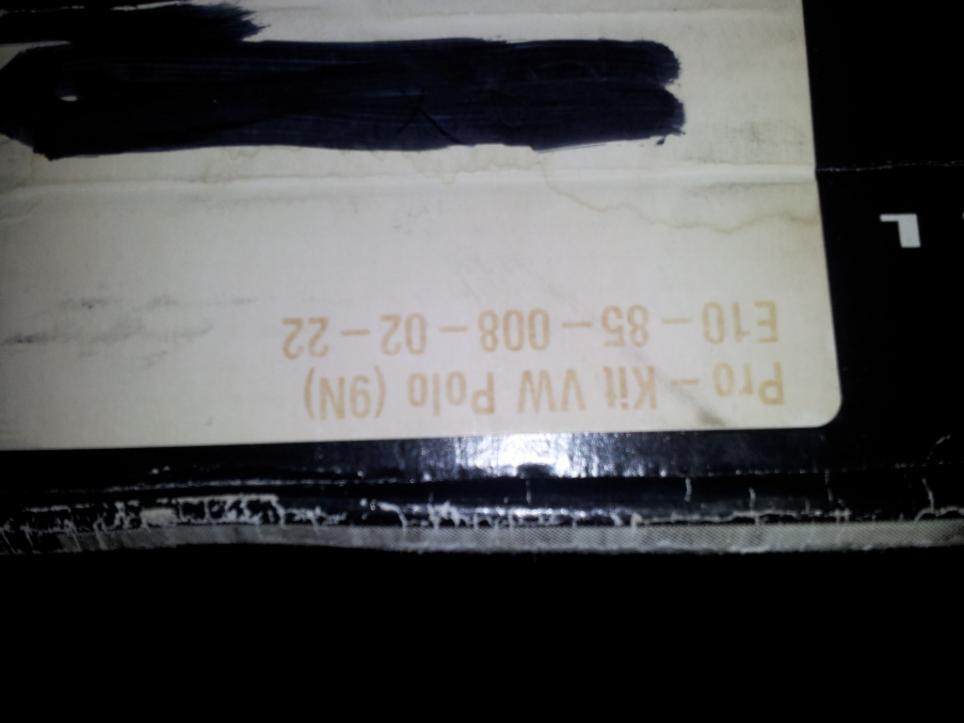 Pro - Kit VW Polo (9N)
E10 - 85 - 008 - 02 - 22